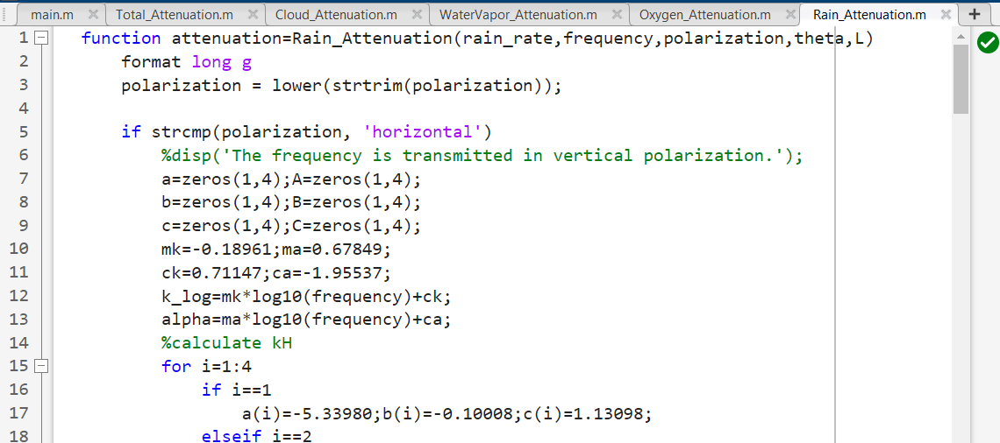 main.m × Total_Attenuation.m × Cloud_Attenuation.m × WaterVapor_Attenuation.m × Oxygen_Attenuation.m × Rain_Attenuation.m × +
1 function attenuation=Rain_Attenuation(rain_rate,frequency,polarization,theta,L)
2 format long g
3 polarization = lower(strtrim(polarization));
4
5 if strcmp(polarization, 'horizontal')
6 %disp('The frequency is transmitted in vertical polarization.');
7 a=zeros(1,4);A=zeros(1,4);
8 b=zeros(1,4);B=zeros(1,4);
9 c=zeros(1,4);C=zeros(1,4);
10 mk=-0.18961;ma=0.67849;
11 ck=0.71147;ca=-1.95537;
12 k_log=mk*log10(frequency)+ck;
13 alpha=ma*log10(frequency)+ca;
14 %calculate kH
15 for i=1:4
16 if i==1
17 a(i)=-5.33980;b(i)=-0.10008;c(i)=1.13098;
18 elseif i==2